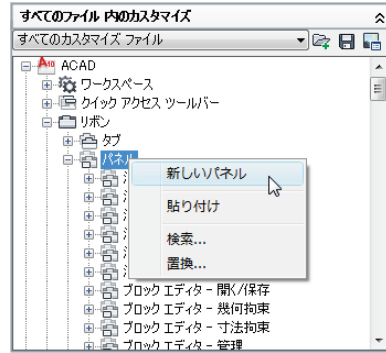 すべてのファイル 内のカスタマイズ
すべてのカスタマイズ ファイル
ACAD
ワークスペース
クイック アクセス ツールバー
リボン
タブ
パネル
新しいパネル
貼り付け
検索...
置換...
ブロック エディタ - 開く/保存
ブロック エディタ - 幾何拘束
ブロック エディタ - 寸法拘束
ブロック エディタ - 管理